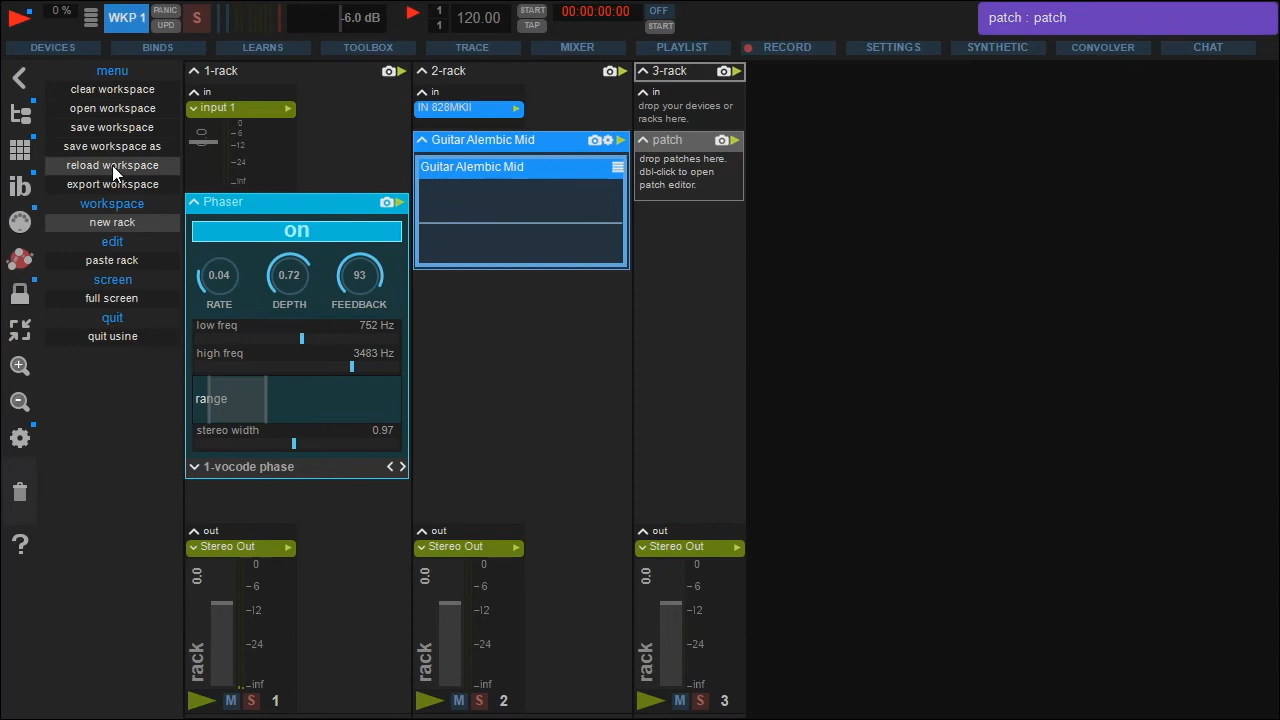 0 %
WKP 1
PANIC
UPD
S
-6.0 dB
1
1
120.00
START
TAP
00:00:00:00
OFF
START
patch : patch
DEVICES
BINDS
LEARNS
TOOLBOX
TRACE
MIXER
PLAYLIST
RECORD
SETTINGS
SYNTHETIC
CONVOLVER
CHAT
menu
clear workspace
open workspace
save workspace
save workspace as
reload workspace
export workspace
workspace
new rack
edit
paste rack
screen
full screen
quit
quit usine
ib
?
1-rack
in
input 1
0
-6
-12
-24
-inf
Phaser
on
0.04
0.72
93
RATE
DEPTH
FEEDBACK
low freq 752 Hz
high freq 3483 Hz
range
stereo width 0.97
1-vocode phase
out
Stereo Out
0.0
0
-6
-12
-24
-inf
rack
M
S
1
2-rack
in
IN 828MKII
Guitar Alembic Mid
Guitar Alembic Mid
out
Stereo Out
0.0
0
-6
-12
-24
-inf
rack
M
S
2
3-rack
in
drop your devices or
racks here.
patch
drop patches here.
dbl-click to open
patch editor.
out
Stereo Out
0.0
0
-6
-12
-24
-inf
rack
M
S
3